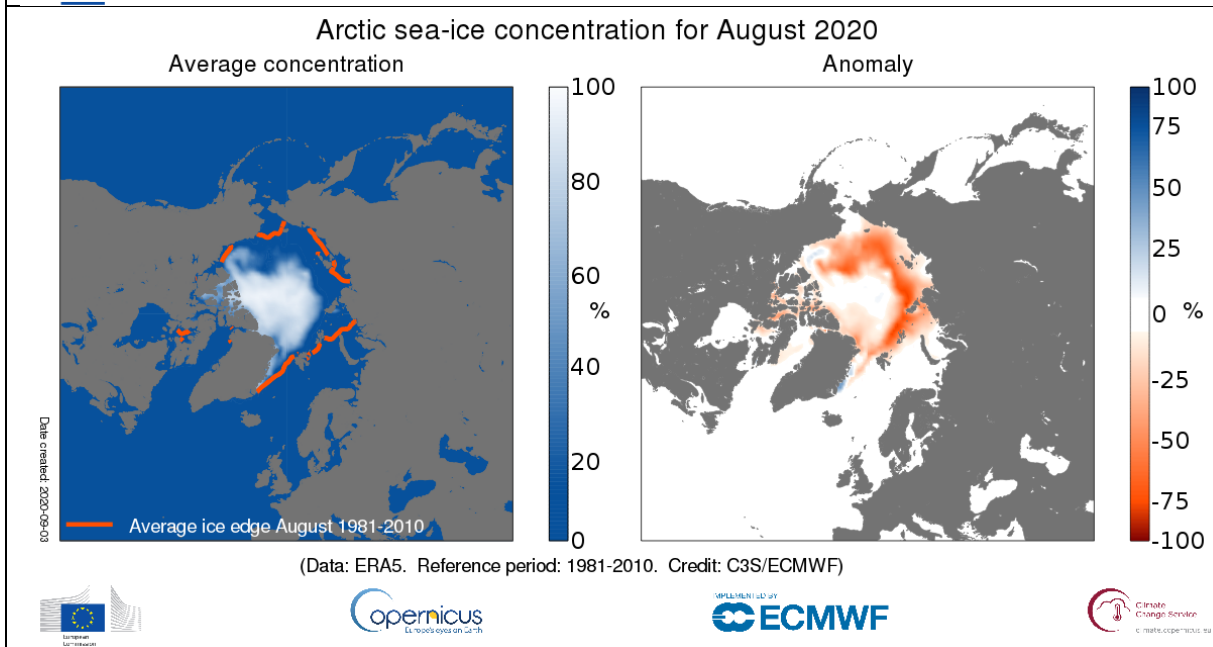 Arctic sea-ice concentration for August 2020
Average concentration
Anomaly
100
80
60
%
40
20
0
100
75
50
25
0 %
-25
-50
-75
-100
Date created: 2020-09-03
Average ice edge August 1981-2010
(Data: ERA5. Reference period: 1981-2010. Credit: C3S/ECMWF)
European
Commission
opernicus
Europe's eyes on Earth
IMPLEMENTED BY
ECMWF
Climate
Change Service
climate.copernicus.eu